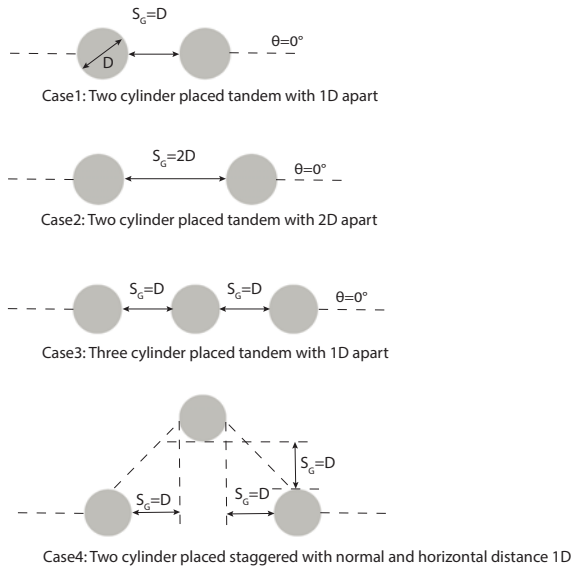 S_G=D
θ=0°
D
Case1: Two cylinder placed tandem with 1D apart
S_G=2D
θ=0°
Case2: Two cylinder placed tandem with 2D apart
S_G=D S_G=D
θ=0°
Case3: Three cylinder placed tandem with 1D apart
S_G=D
S_G=D S_G=D
Case4: Two cylinder placed staggered with normal and horizontal distance 1D